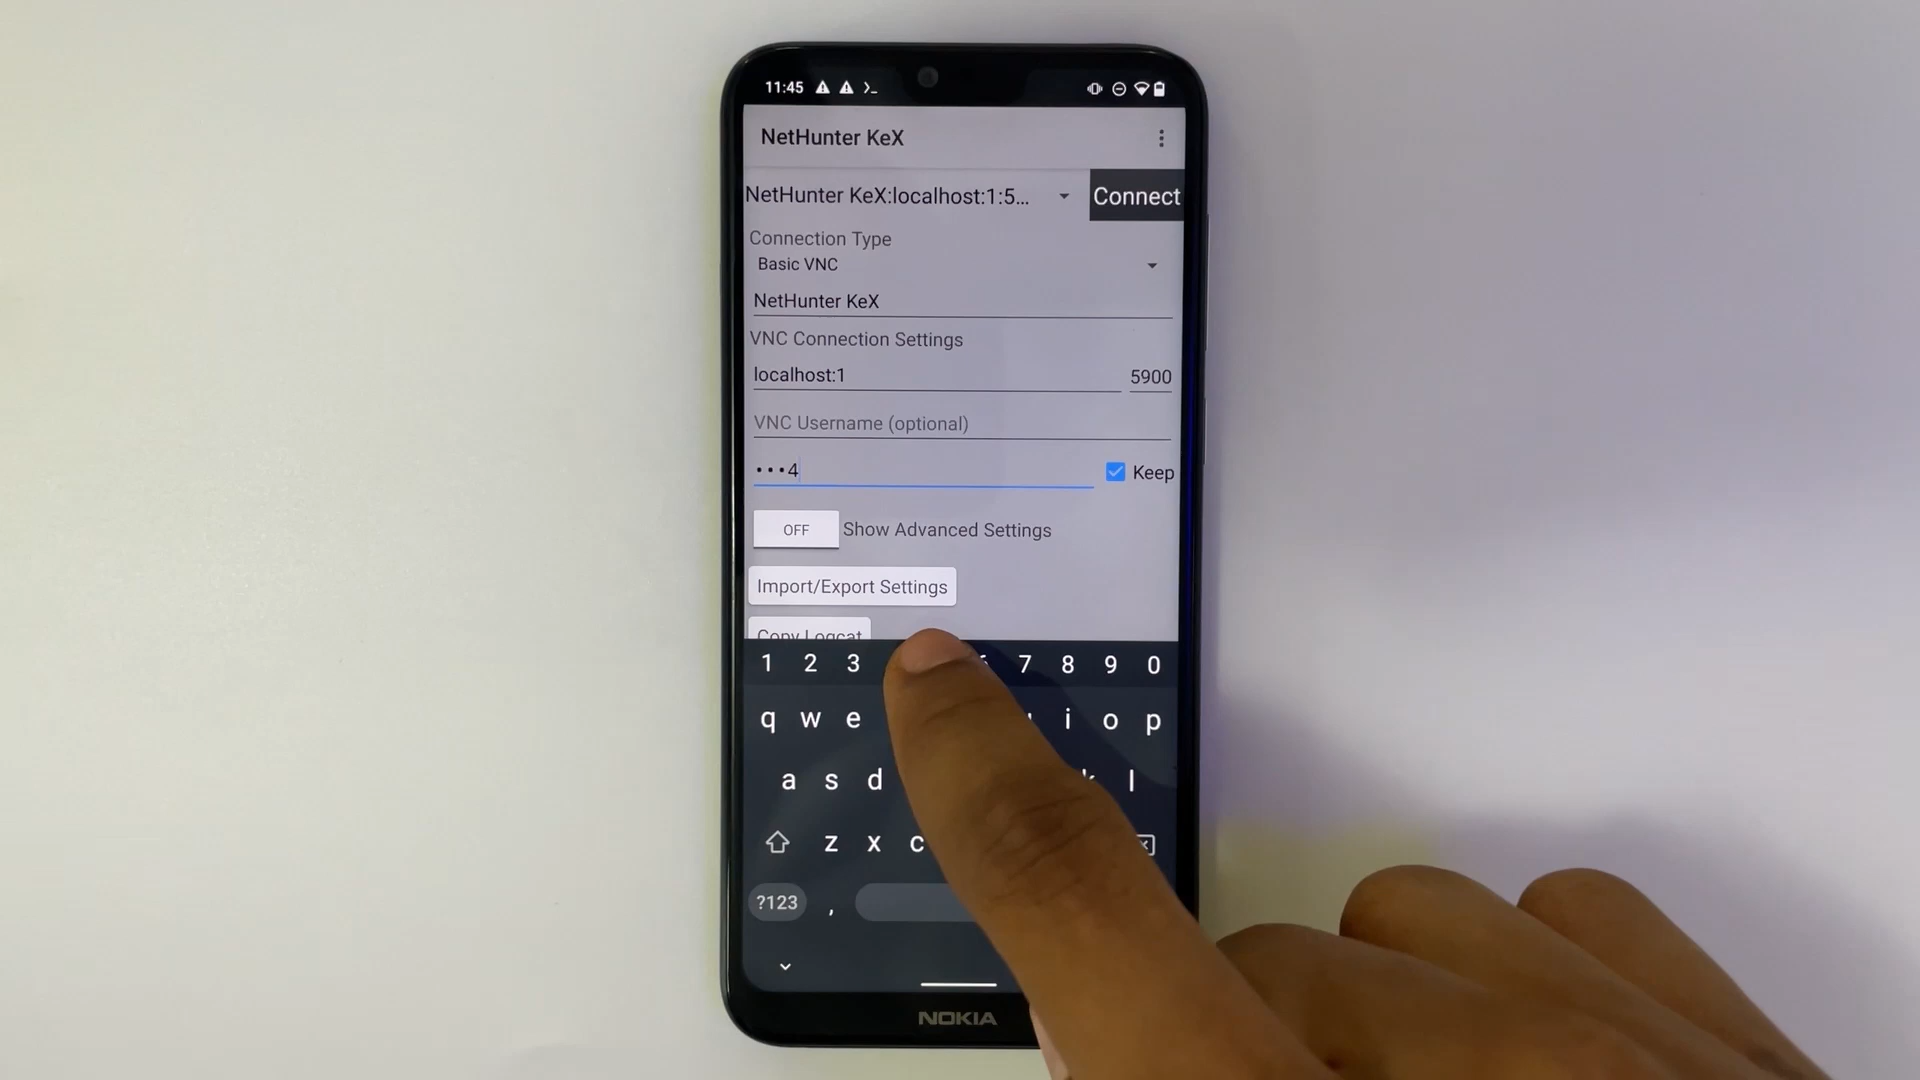 11:45
NetHunter KeX
NetHunter KeX:localhost:1:5... Connect
Connection Type
Basic VNC
NetHunter KeX
VNC Connection Settings
localhost:1 5900
VNC Username (optional)
•••4 Keep
OFF Show Advanced Settings
Import/Export Settings
Copy Logcat
1 2 3 7 8 9 0
q w e i o p
a s d l
z x c
?123 ,
NOKIA